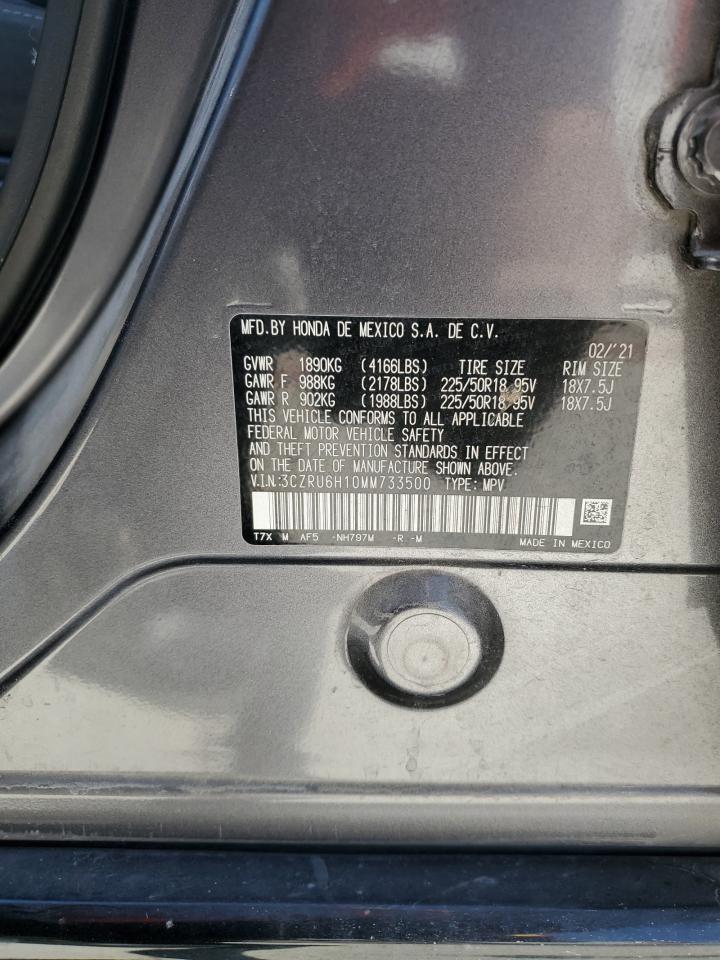 MFD.BY HONDA DE MEXICO S.A. DE C.V.
02/'21
GVWR 1890KG (4166LBS) TIRE SIZE RIM SIZE
GAWR F 988KG (2178LBS) 225/50R18 95V 18X7.5J
GAWR R 902KG (1988LBS) 225/50R18 95V 18X7.5J
THIS VEHICLE CONFORMS TO ALL APPLICABLE
FEDERAL MOTOR VEHICLE SAFETY
AND THEFT PREVENTION STANDARDS IN EFFECT
ON THE DATE OF MANUFACTURE SHOWN ABOVE.
V.I.N:3CZRU6H10MM733500 TYPE: MPV
T7X M AF5 -NH797M -R -M MADE IN MEXICO